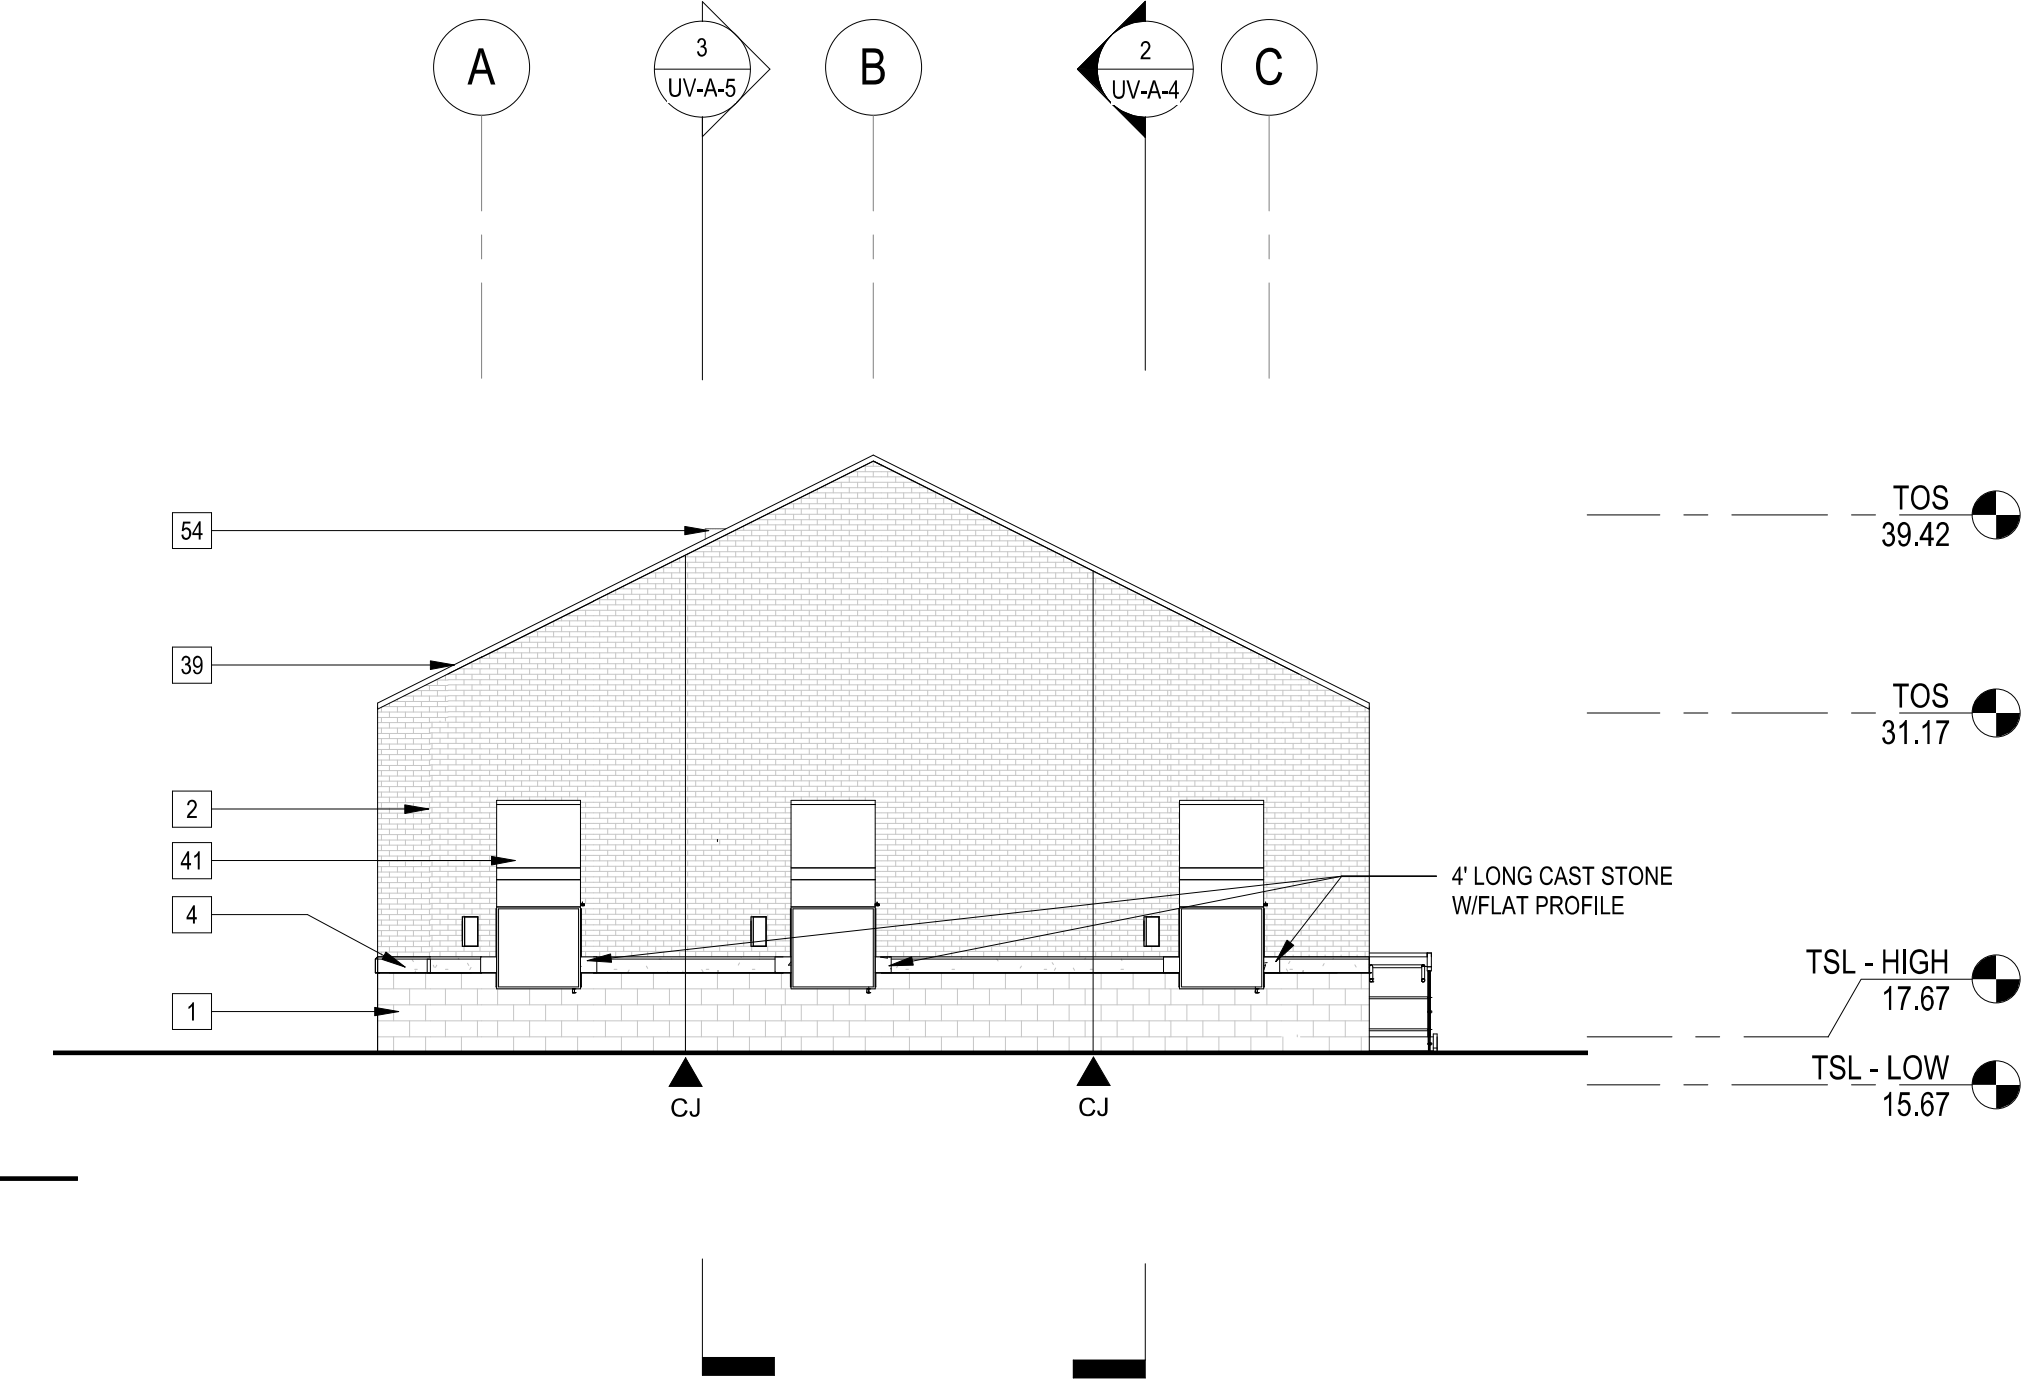 A
3
UV-A-5
B
2
UV-A-4
C
54
TOS
39.42
39
TOS
31.17
2
41
4
4' LONG CAST STONE
W/FLAT PROFILE
1
TSL - HIGH
17.67
TSL - LOW
15.67
CJ
CJ